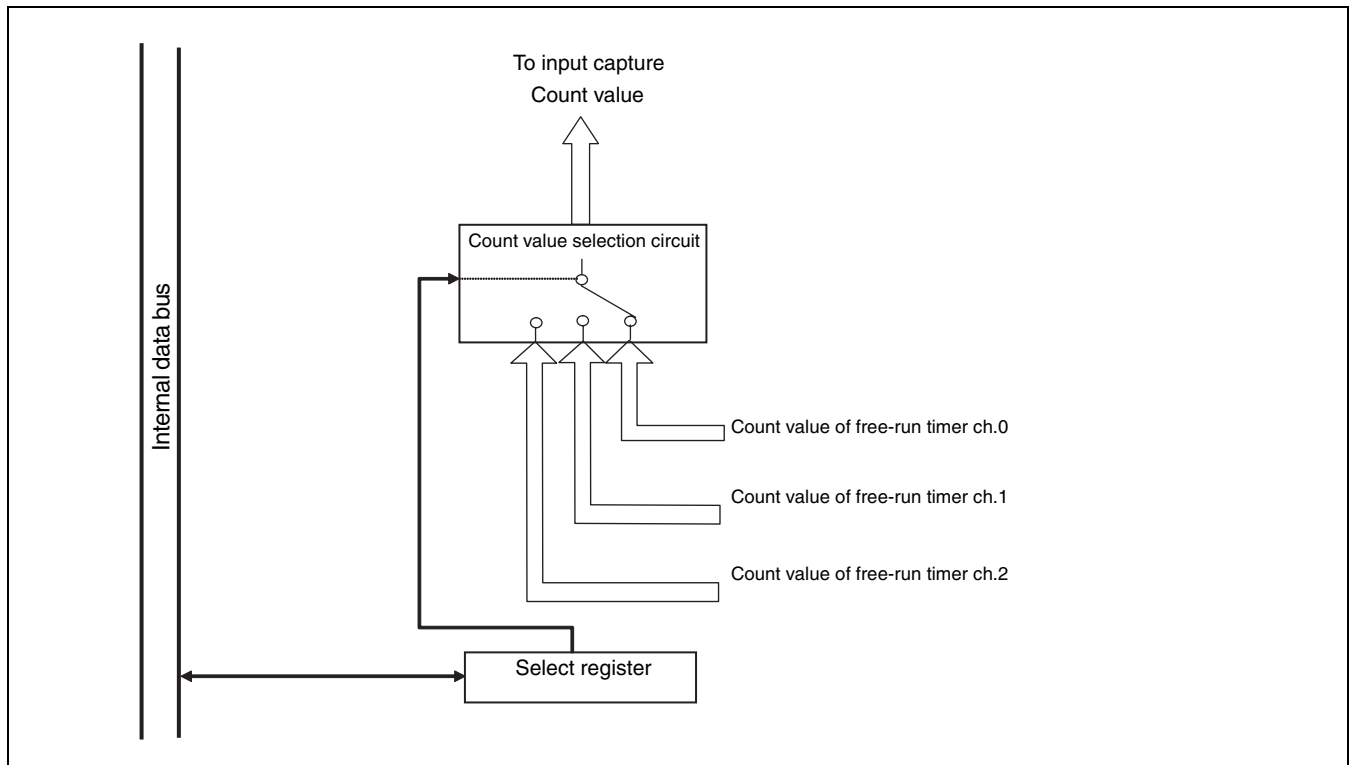 To input capture
Count value
Count value selection circuit
Internal data bus
Count value of free-run timer ch.0
Count value of free-run timer ch.1
Count value of free-run timer ch.2
Select register